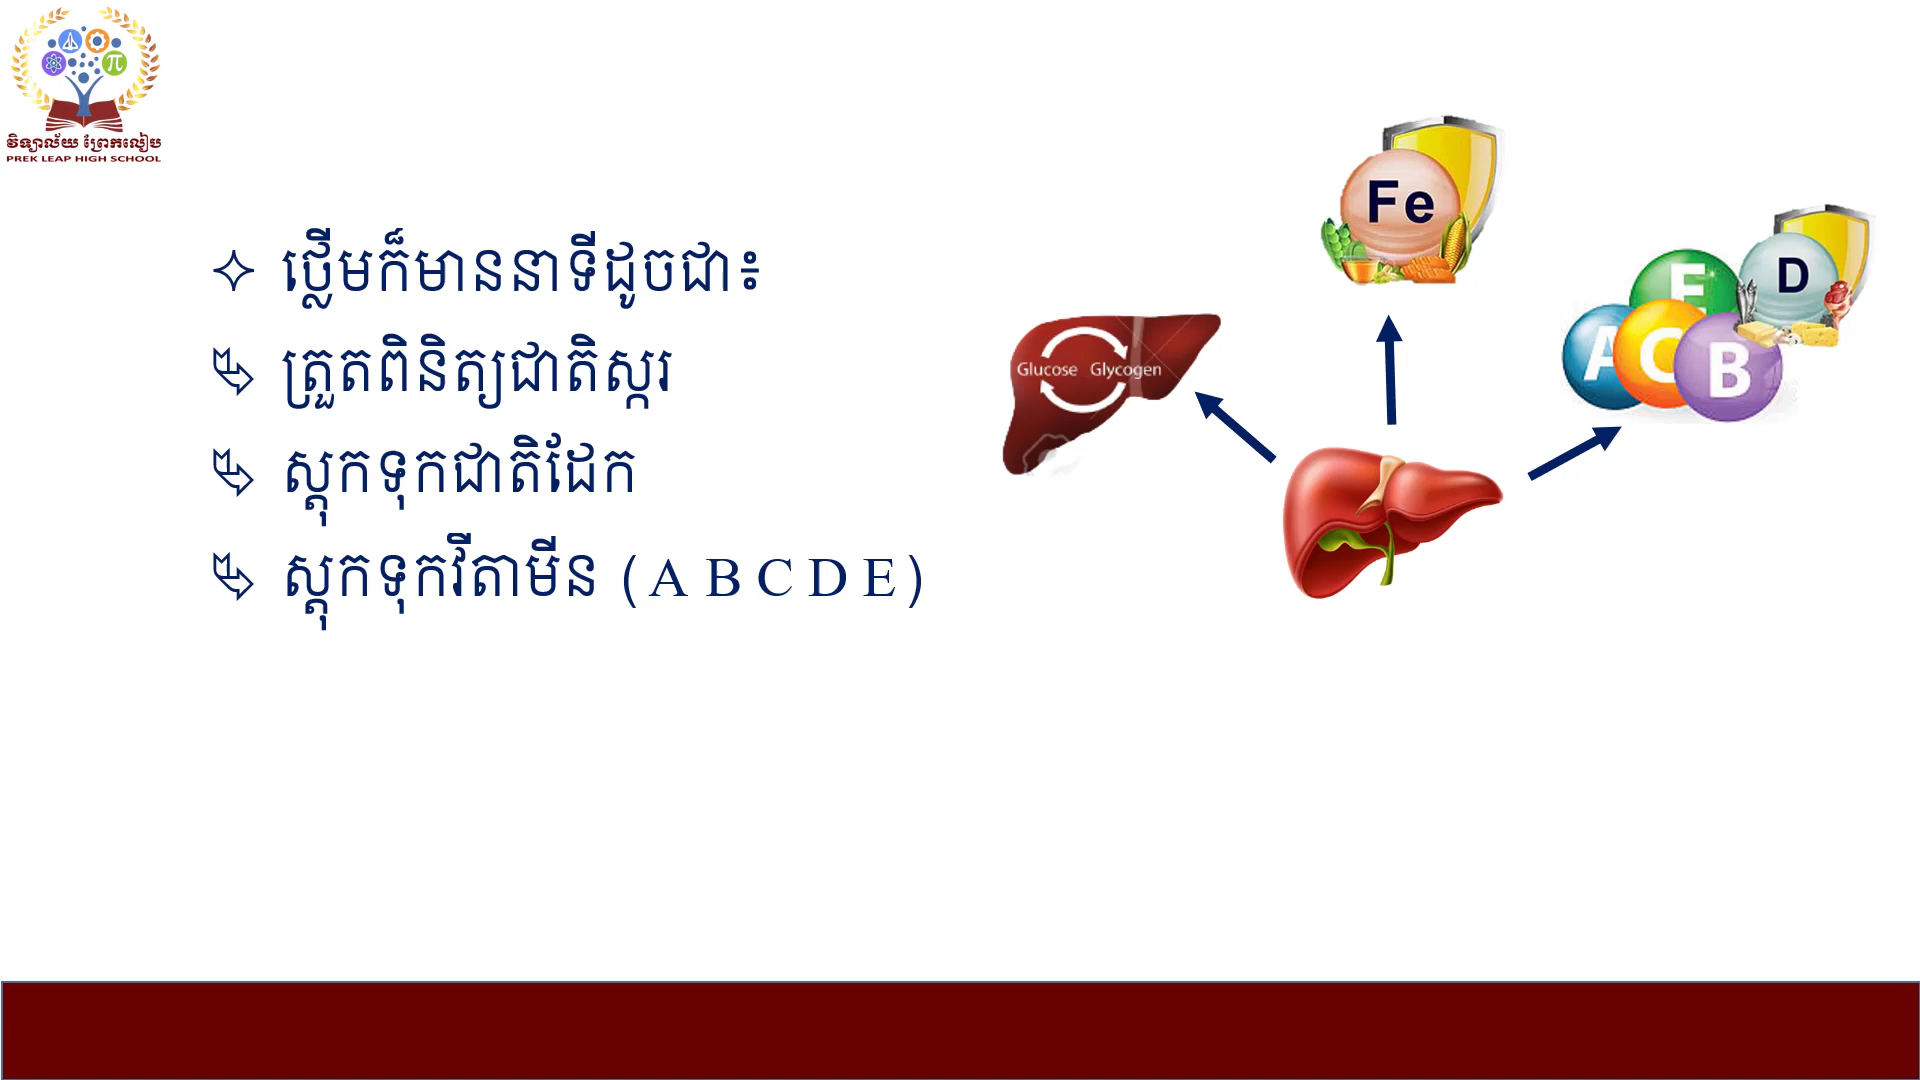 វិទ្យាល័យ ព្រែកលៀប
PREK LEAP HIGH SCHOOL
ថ្លើមក៏មាននាទីដូចជា៖
ត្រួតពិនិត្យជាតិស្ករ
ស្តុកទុកជាតិដែក
ស្តុកទុកវីតាមីន (A B C D E)
Fe
D
E
A
C
B
Glucose Glycogen
π